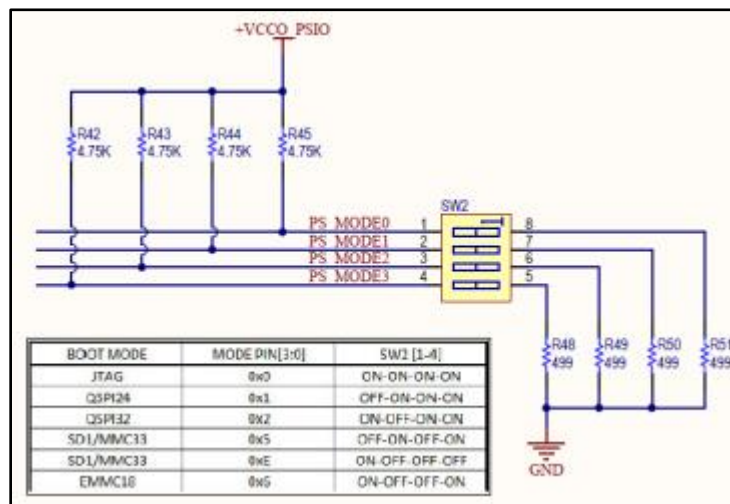 +VCCO_PSIO
R42 R43 R44 R45
4.75K 4.75K 4.75K 4.75K
SW2
PS_MODE0 1 8
PS_MODE1 2 7
PS_MODE2 3 6
PS_MODE3 4 5
R48 R49 R50 R51
499 499 499 499
GND
BOOT MODE MODE PIN[3:0] SW2 [1-4]
JTAG 0x0 ON-ON-ON-ON
QSPI24 0x1 OFF-ON-ON-ON
QSPI32 0x2 ON-OFF-ON-ON
SD1/MMC33 0x5 OFF-ON-OFF-ON
SD1/MMC33 0xE ON-OFF-OFF-OFF
EMMC18 0x6 ON-OFF-OFF-ON